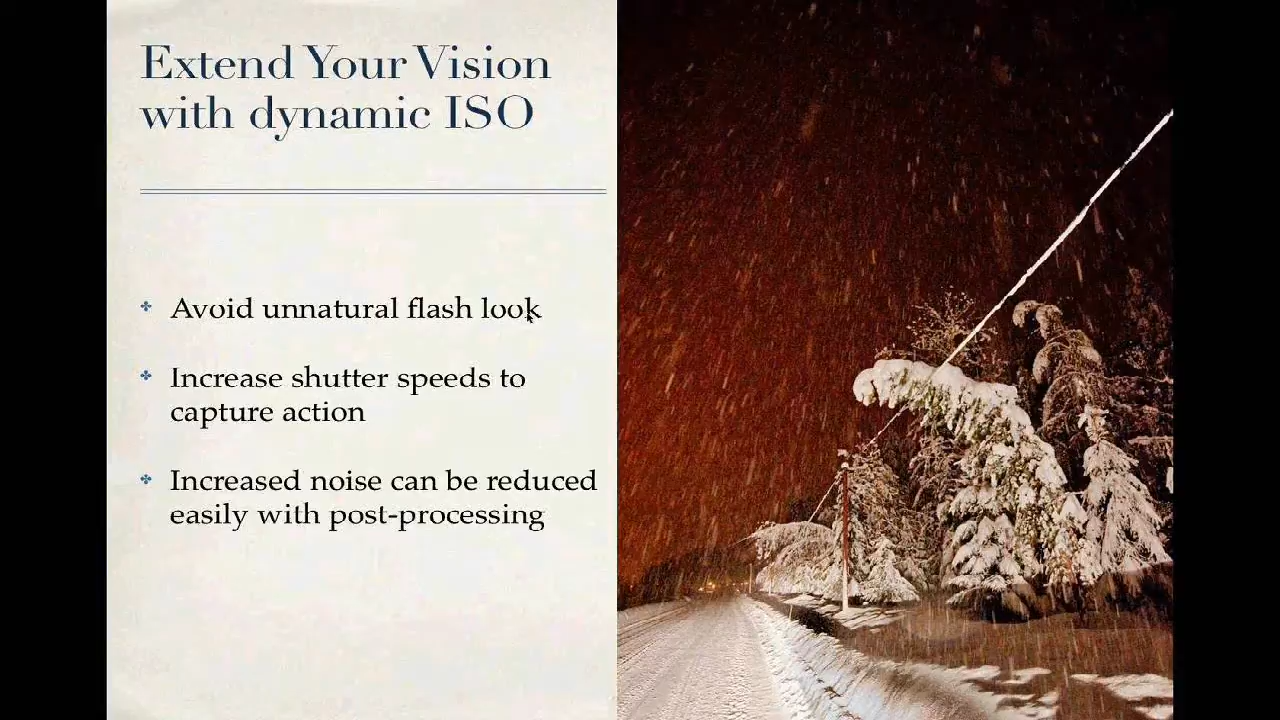 Extend Your Vision
with dynamic ISO
Avoid unnatural flash look
Increase shutter speeds to
capture action
Increased noise can be reduced
easily with post-processing